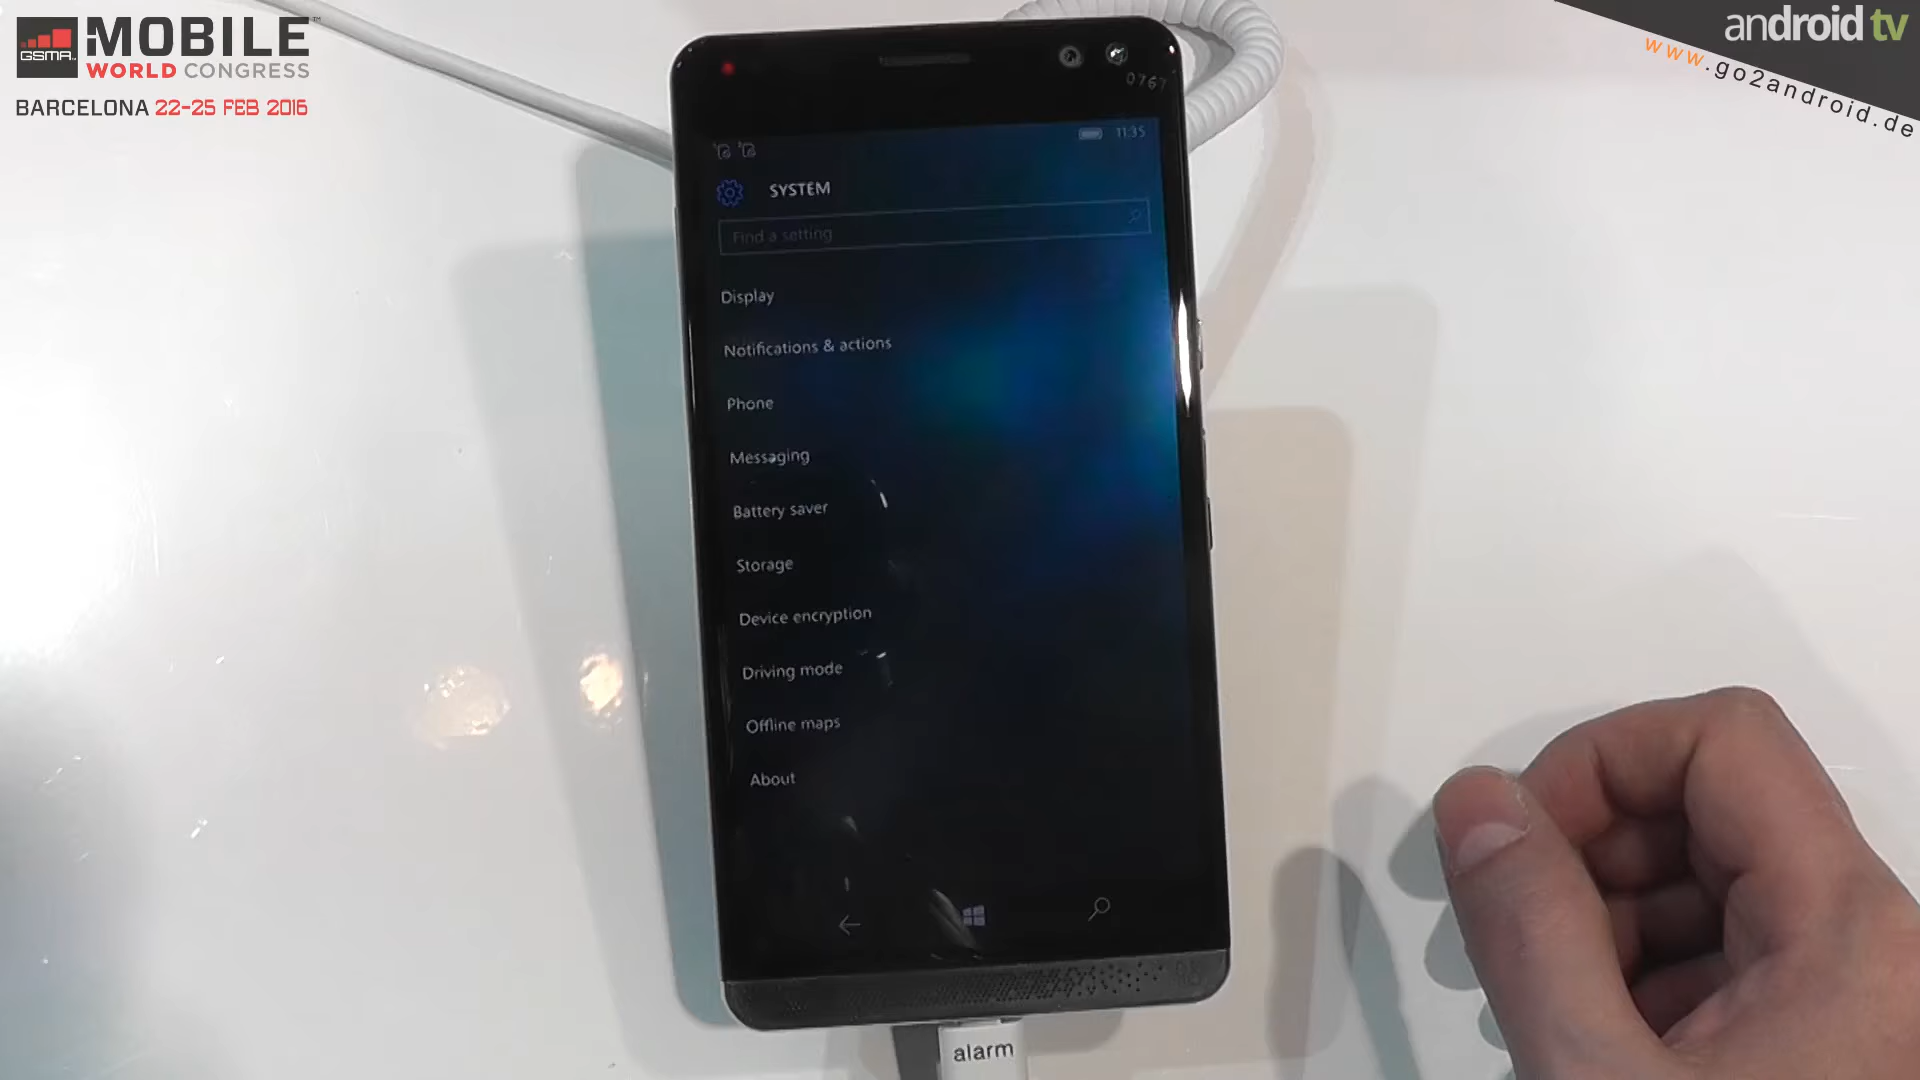 GSMA
MOBILE
WORLD CONGRESS
BARCELONA 22-25 FEB 2016
android tv
www.go2android.de
0767
11:35
SYSTEM
Find a setting
Display
Notifications & actions
Phone
Messaging
Battery saver
Storage
Device encryption
Driving mode
Offline maps
About
alarm